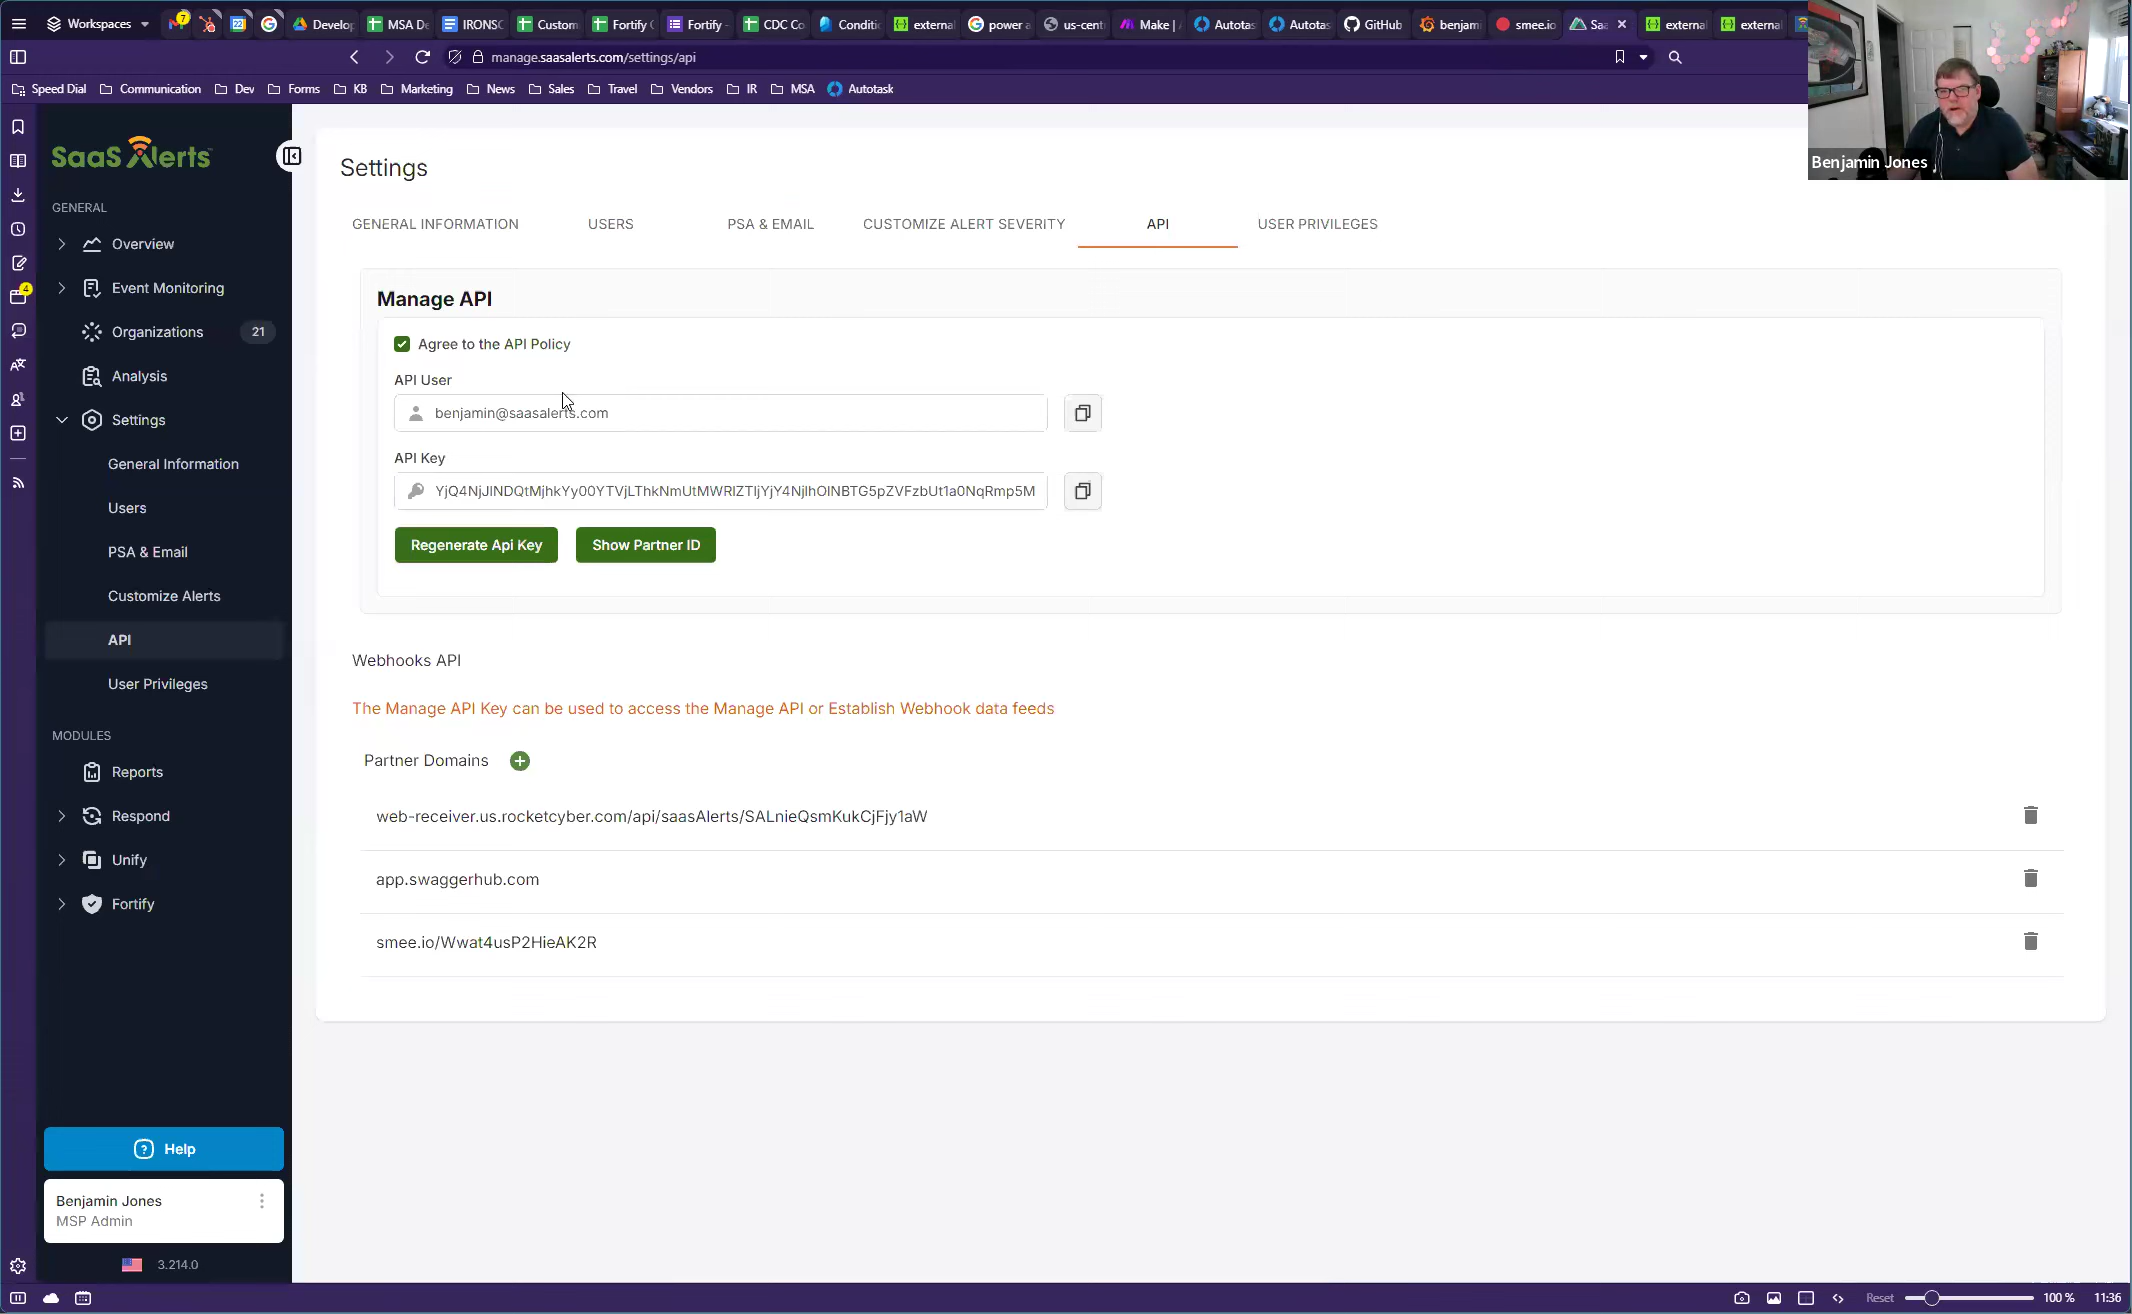 Workspaces
7
22
Develop
MSA De
IRONSC
Custom
Fortify C
Fortify -
CDC Co
Conditi
external
power a
us-centr
Make |
Autotas
Autotas
GitHub
benjami
smee.io
Saa
external
external
manage.saasalerts.com/settings/api
Speed Dial
Communication
Dev
Forms
KB
Marketing
News
Sales
Travel
Vendors
IR
MSA
Autotask
Benjamin Jones
4
SaaS Alerts
GENERAL
Overview
Event Monitoring
Organizations 21
Analysis
Settings
General Information
Users
PSA & Email
Customize Alerts
API
User Privileges
MODULES
Reports
Respond
Unify
Fortify
Help
Benjamin Jones
MSP Admin
3.214.0
Settings
GENERAL INFORMATION
USERS
PSA & EMAIL
CUSTOMIZE ALERT SEVERITY
API
USER PRIVILEGES
Manage API
Agree to the API Policy
API User
benjamin@saasalerts.com
API Key
Regenerate Api Key
Show Partner ID
Webhooks API
The Manage API Key can be used to access the Manage API or Establish Webhook data feeds
Partner Domains
web-receiver.us.rocketcyber.com/api/saasAlerts/SALnieQsmKukCjFjy1aW
app.swaggerhub.com
smee.io/Wwat4usP2HieAK2R
Reset
100 %
11:36